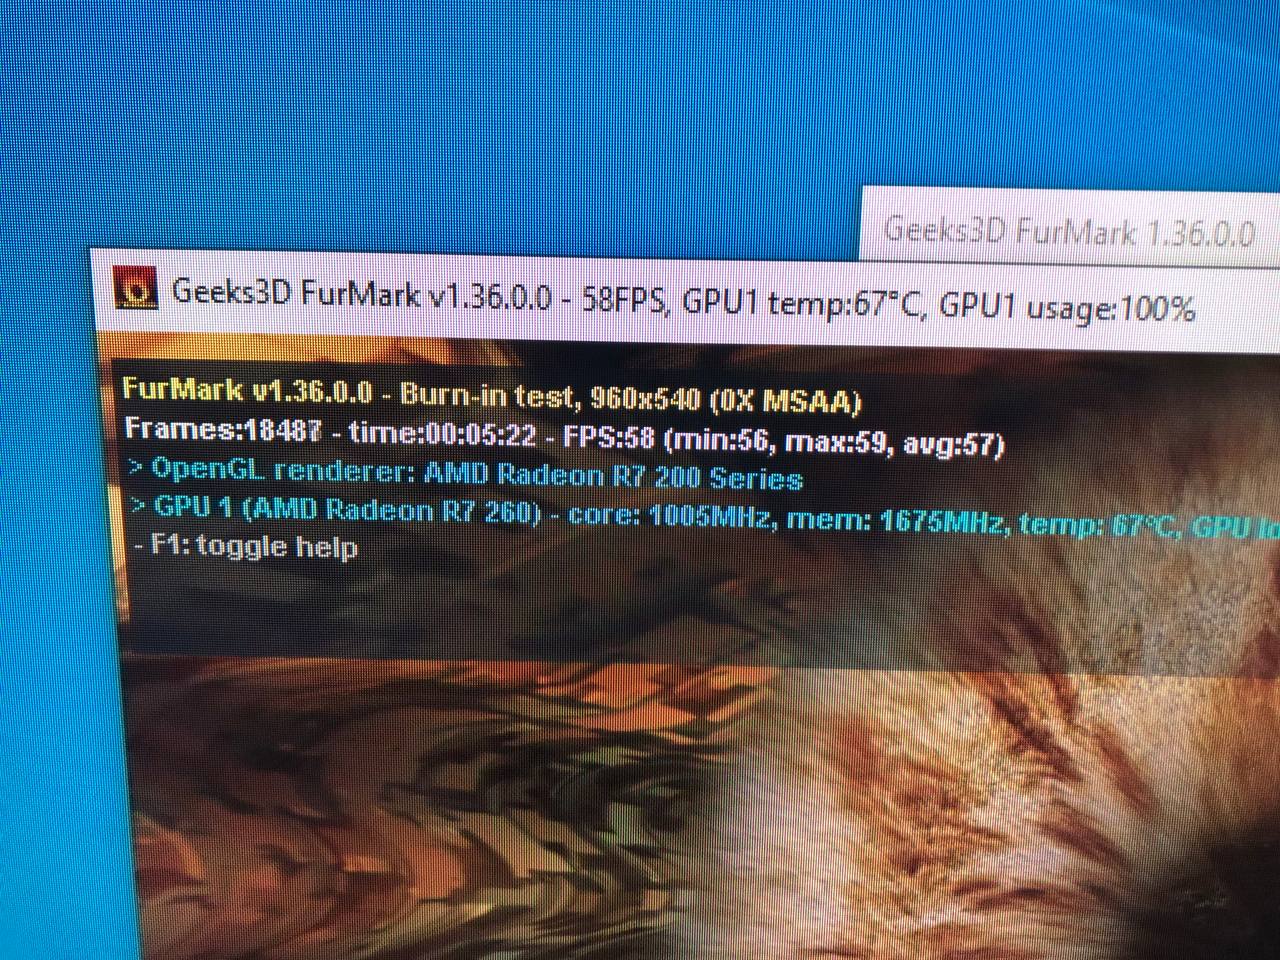 Geeks3D FurMark 1.36.0.0
Geeks3D FurMark v1.36.0.0 - 58FPS, GPU1 temp:67°C, GPU1 usage:100%
FurMark v1.36.0.0 - Burn-in test, 960x540 (0X MSAA)
Frames:18487 - time:00:05:22 - FPS:58 (min:56, max:59, avg:57)
> OpenGL renderer: AMD Radeon R7 200 Series
> GPU 1 (AMD Radeon R7 260) - core: 1005MHz, mem: 1675MHz, temp: 67°C, GPU
- F1: toggle help